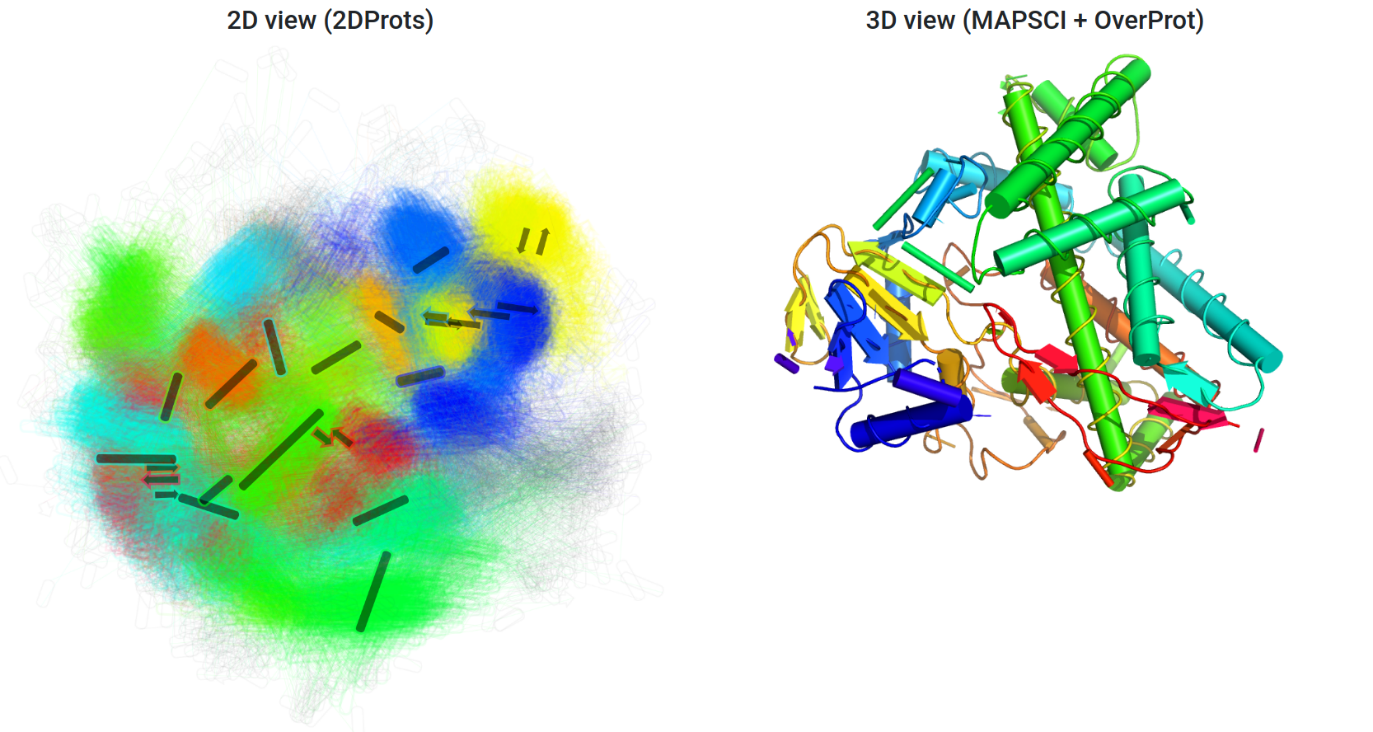 2D view (2DProts)
3D view (MAPSCI + OverProt)